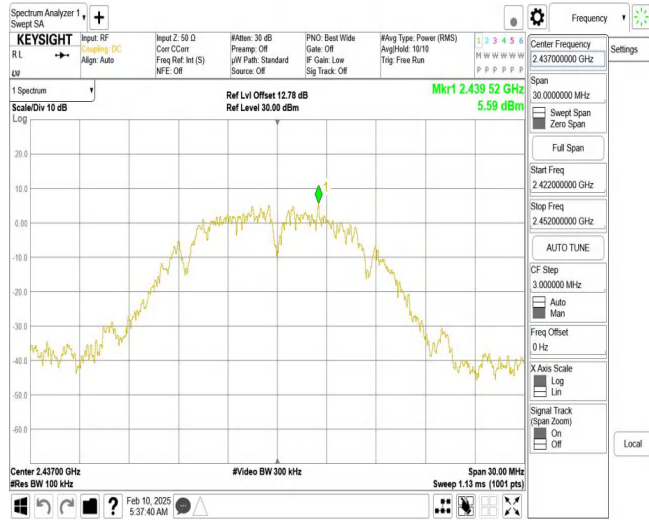 Spectrum Analyzer 1
Swept SA
Frequency
KEYSIGHT
RL
Input: RF
Coupling: DC
Align: Auto
Input Z: 50 Ω
Corr CCorr
Freq Ref: Int (S)
NFE: Off
#Atten: 30 dB
Preamp: Off
µW Path: Standard
Source: Off
PNO: Best Wide
Gate: Off
IF Gain: Low
Sig Track: Off
#Avg Type: Power (RMS)
Avg|Hold: 10/10
Trig: Free Run
1 2 3 4 5 6
M W W W W W
P P P P P P
1 Spectrum
Scale/Div 10 dB
Log
Ref Lvl Offset 12.78 dB
Ref Level 30.00 dBm
Mkr1 2.439 52 GHz
5.59 dBm
20.0
10.0
0.00
-10.0
-20.0
-30.0
-40.0
-50.0
-60.0
1
Center 2.43700 GHz
#Res BW 100 kHz
#Video BW 300 kHz
Span 30.00 MHz
Sweep 1.13 ms (1001 pts)
Center Frequency
2.437000000 GHz
Settings
Span
30.0000000 MHz
Swept Span
Zero Span
Full Span
Start Freq
2.422000000 GHz
Stop Freq
2.452000000 GHz
AUTO TUNE
CF Step
3.000000 MHz
Auto
Man
Freq Offset
0 Hz
X Axis Scale
Log
Lin
Signal Track
(Span Zoom)
On
Off
Local
Feb 10, 2025
5:37:40 AM